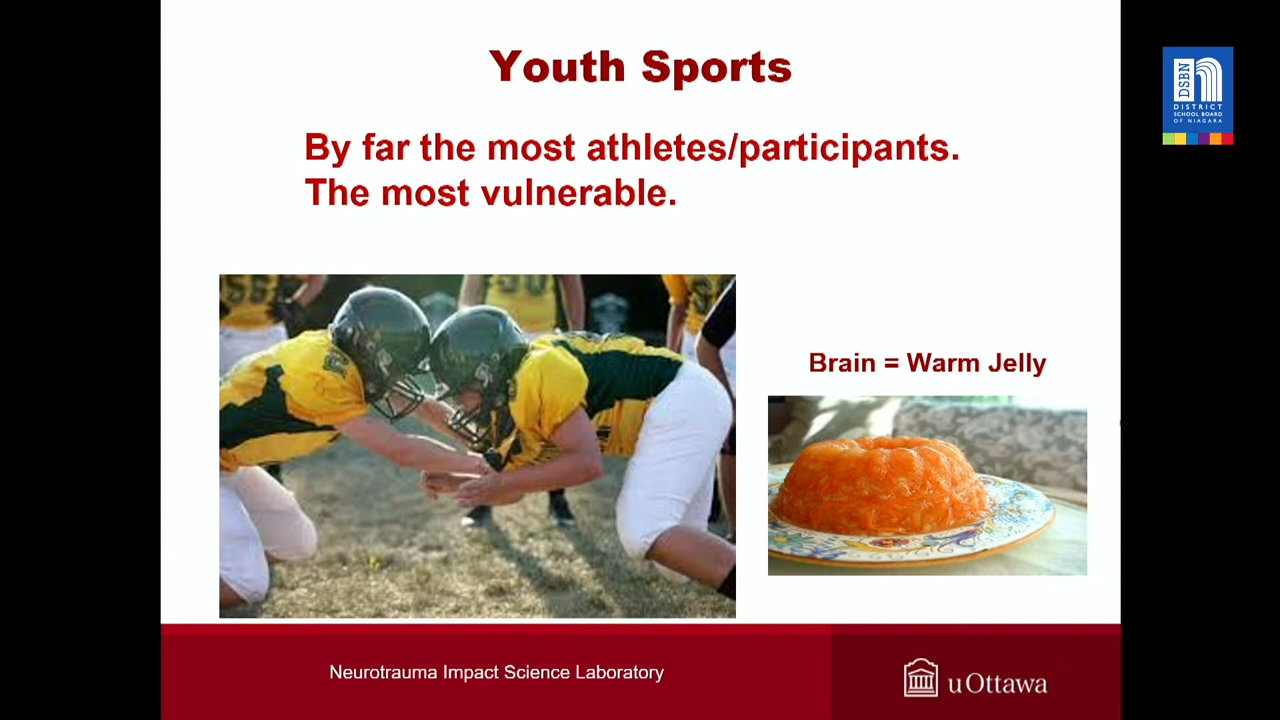 Youth Sports
DSBN
DISTRICT
SCHOOL BOARD
OF NIAGARA
By far the most athletes/participants.
The most vulnerable.
56
Brain = Warm Jelly
Neurotrauma Impact Science Laboratory
uOttawa